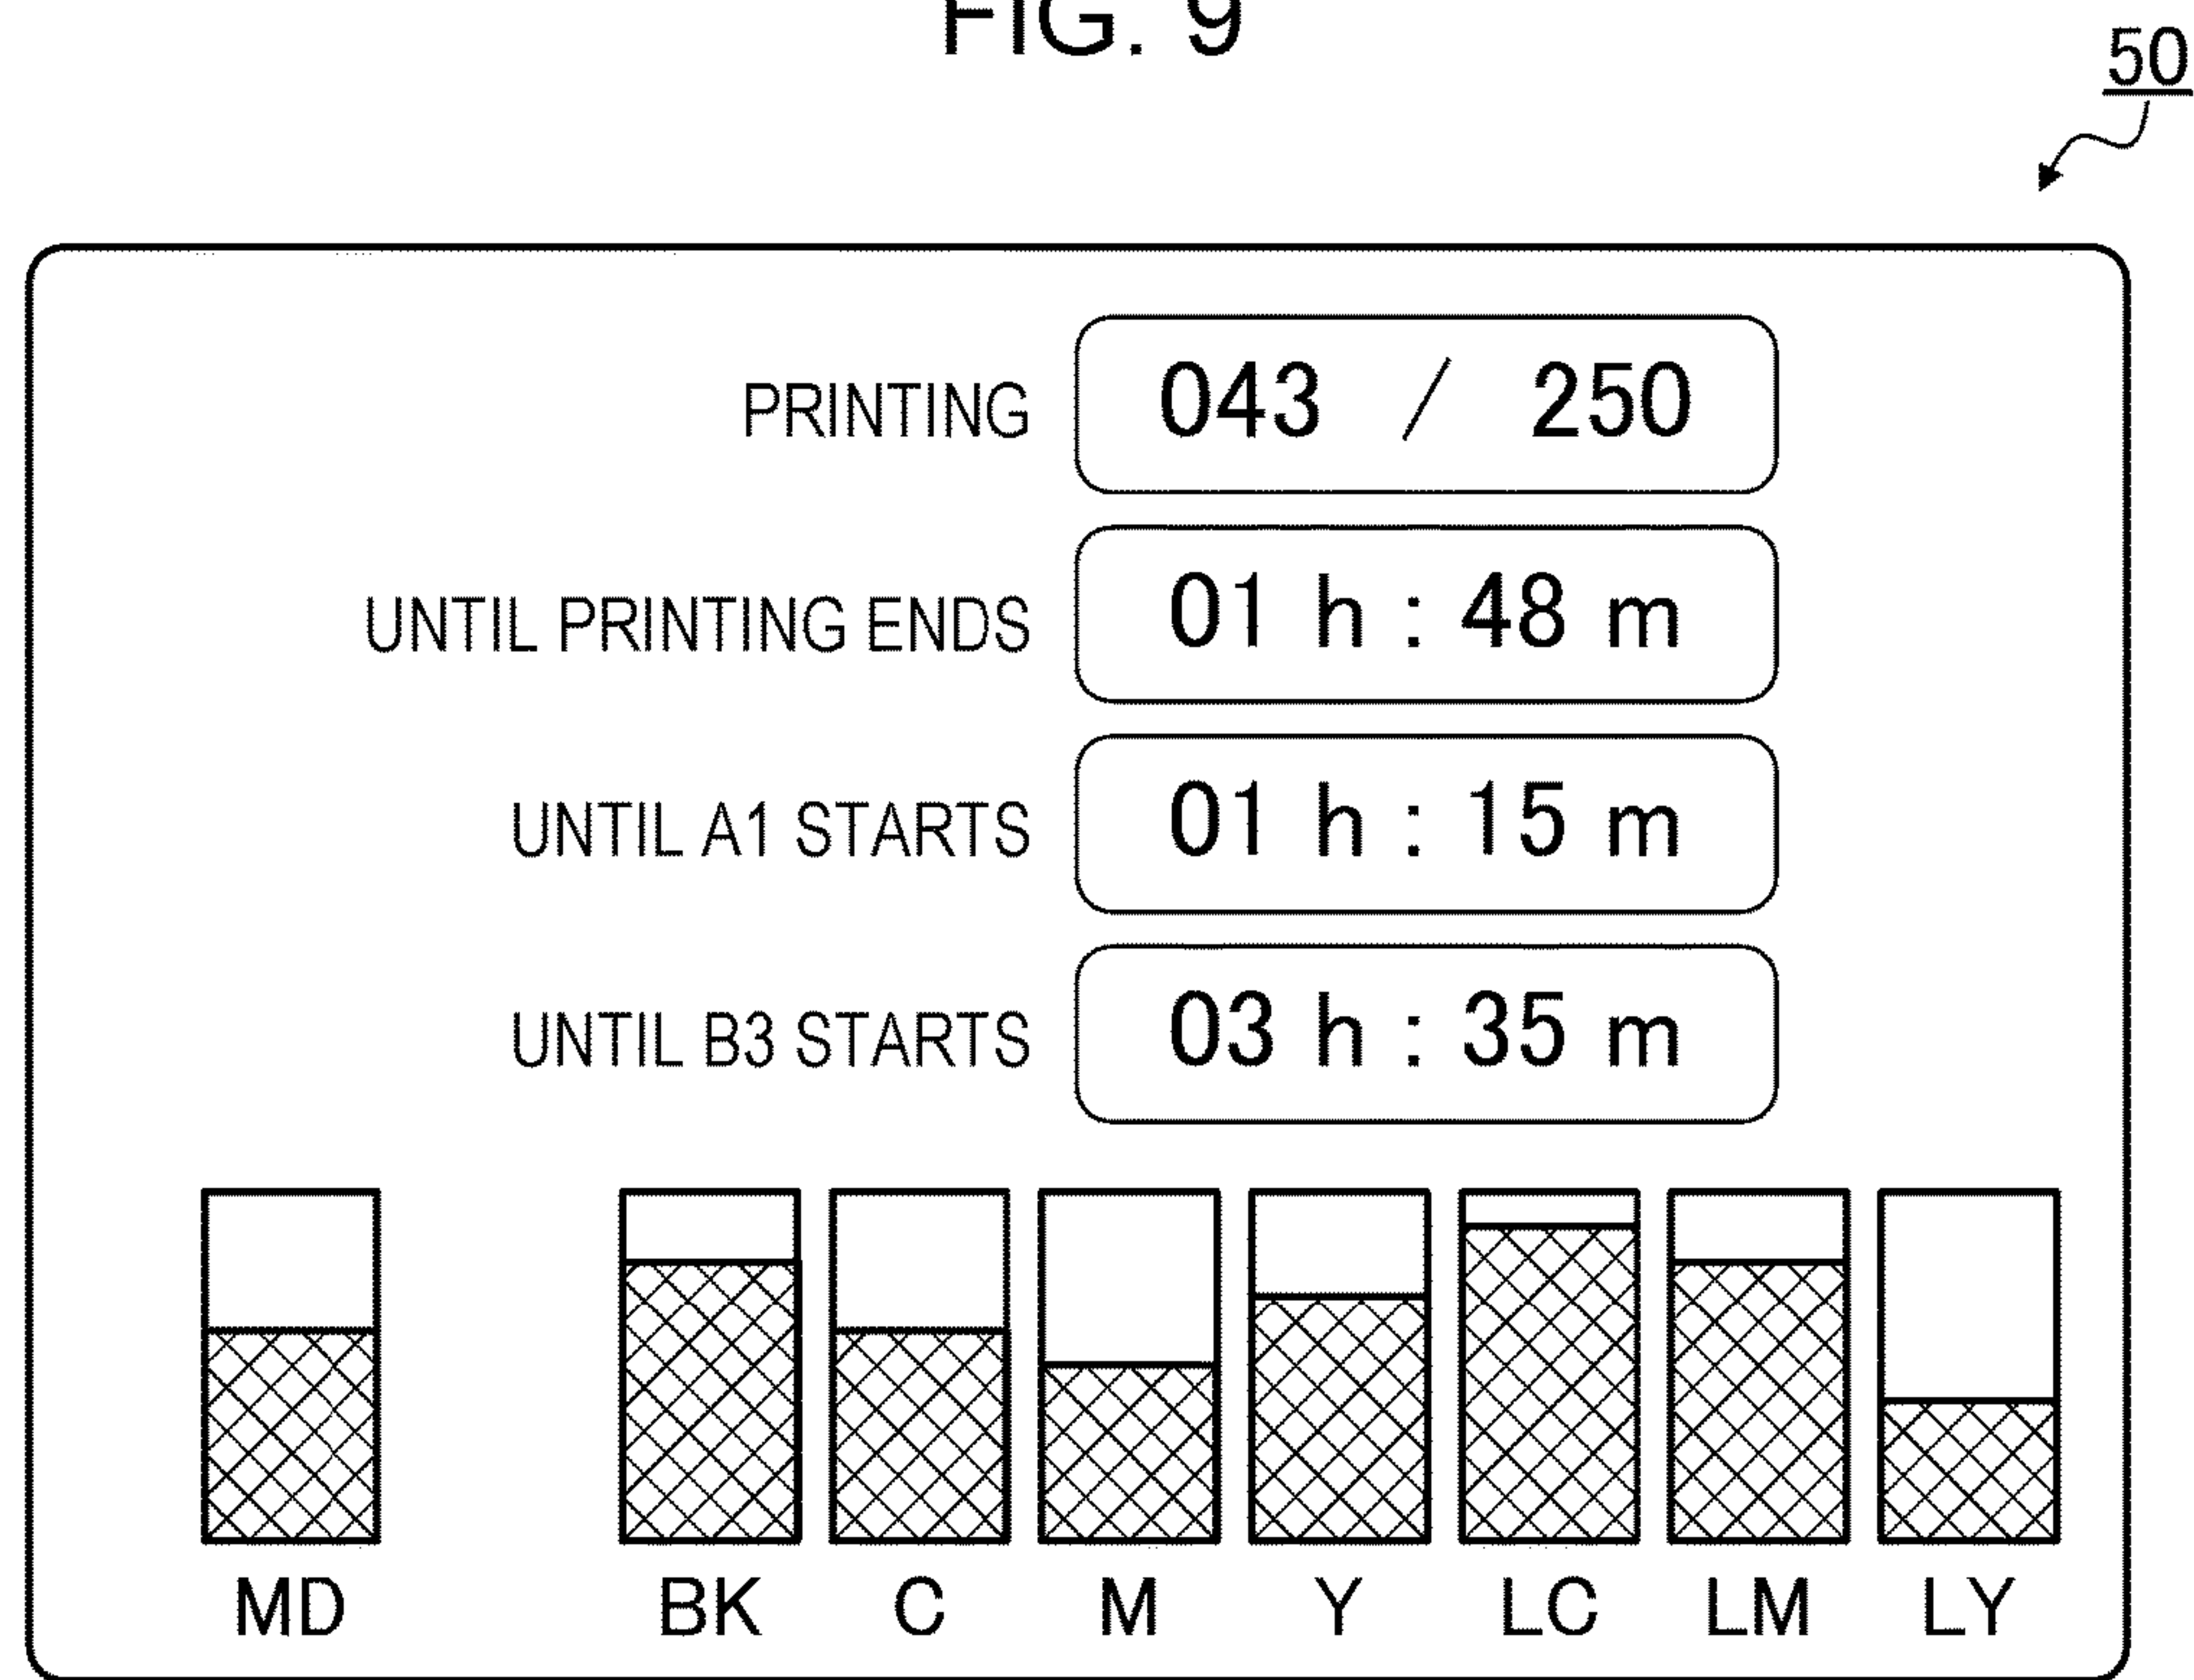 FIG. 9
50
PRINTING 043 / 250
UNTIL PRINTING ENDS 01 h : 48 m
UNTIL A1 STARTS 01 h : 15 m
UNTIL B3 STARTS 03 h : 35 m
MD BK C M Y LC LM LY